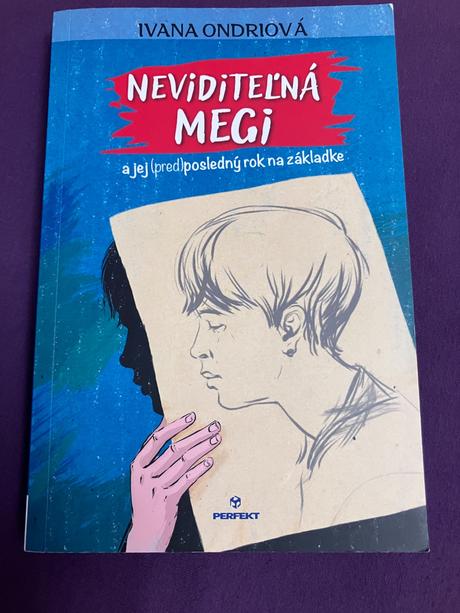 IVANA ONDRIOVÁ
NEVIDITEĽNÁ
MEGI
a jej (pred)posledný rok na základke
PERFEKT